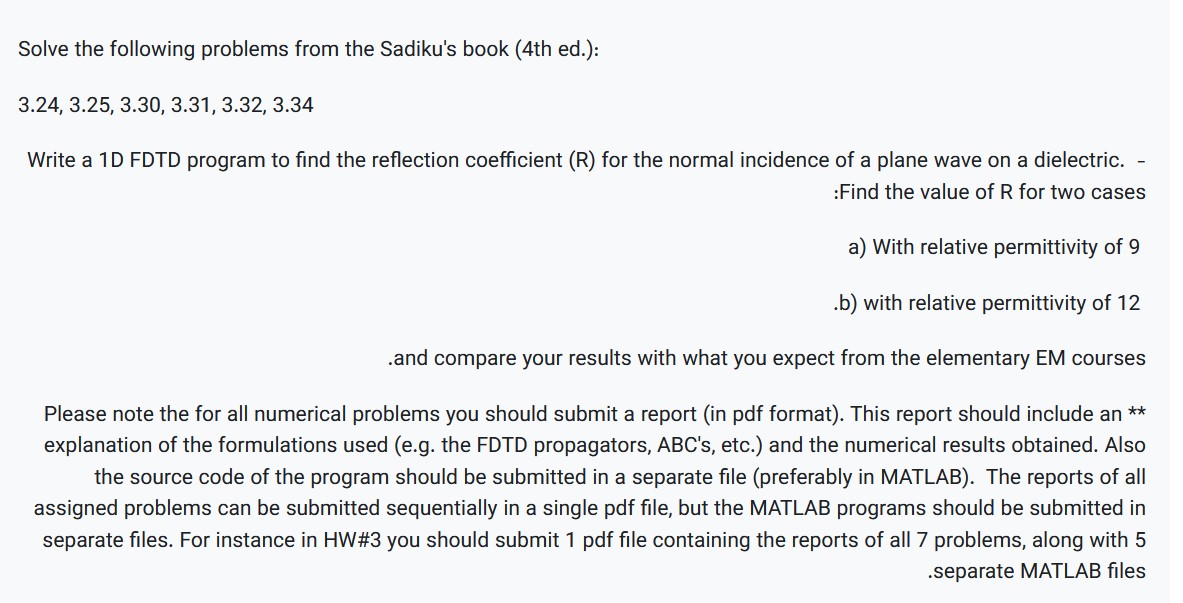 Solve the following problems from the Sadiku's book (4th ed.):
3.24, 3.25, 3.30, 3.31, 3.32, 3.34
Write a 1D FDTD program to find the reflection coefficient (R) for the normal incidence of a plane wave on a dielectric. -
:Find the value of R for two cases
a) With relative permittivity of 9
.b) with relative permittivity of 12
.and compare your results with what you expect from the elementary EM courses
Please note the for all numerical problems you should submit a report (in pdf format). This report should include an **
explanation of the formulations used (e.g. the FDTD propagators, ABC's, etc.) and the numerical results obtained. Also
the source code of the program should be submitted in a separate file (preferably in MATLAB). The reports of all
assigned problems can be submitted sequentially in a single pdf file, but the MATLAB programs should be submitted in
separate files. For instance in HW#3 you should submit 1 pdf file containing the reports of all 7 problems, along with 5
.separate MATLAB files